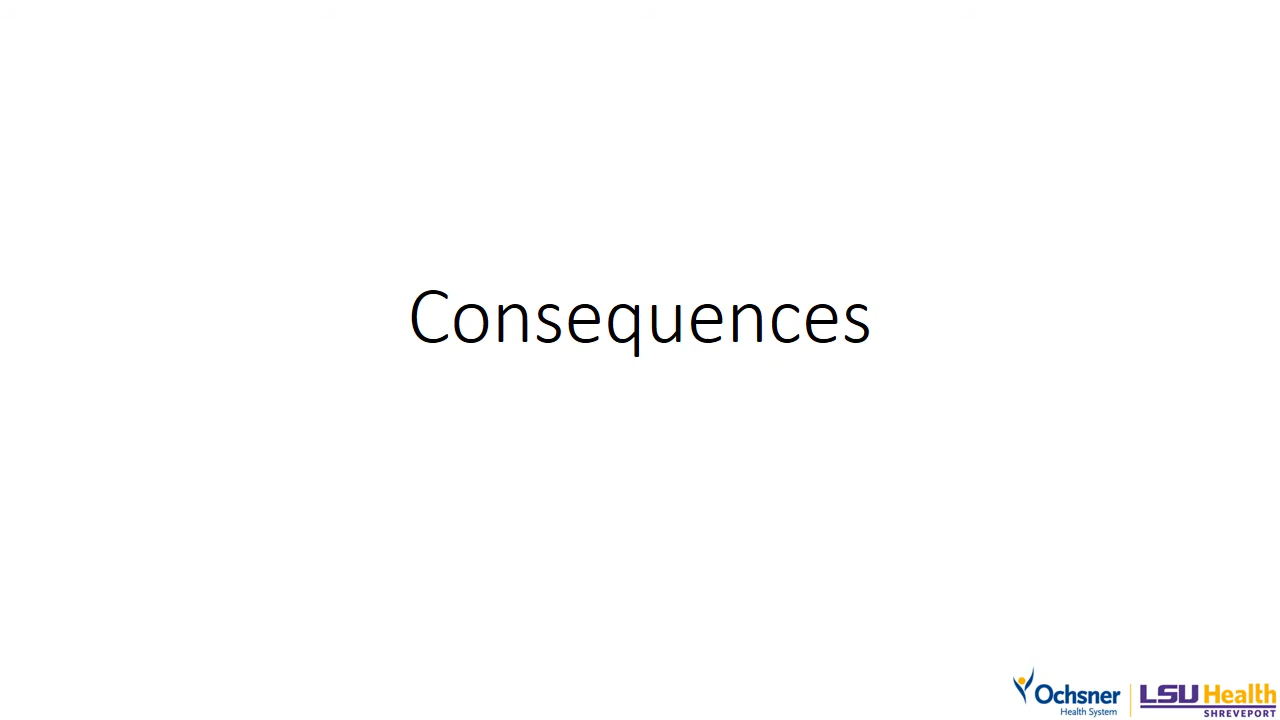 Consequences
Ochsner
Health System
LSU Health
SHREVEPORT